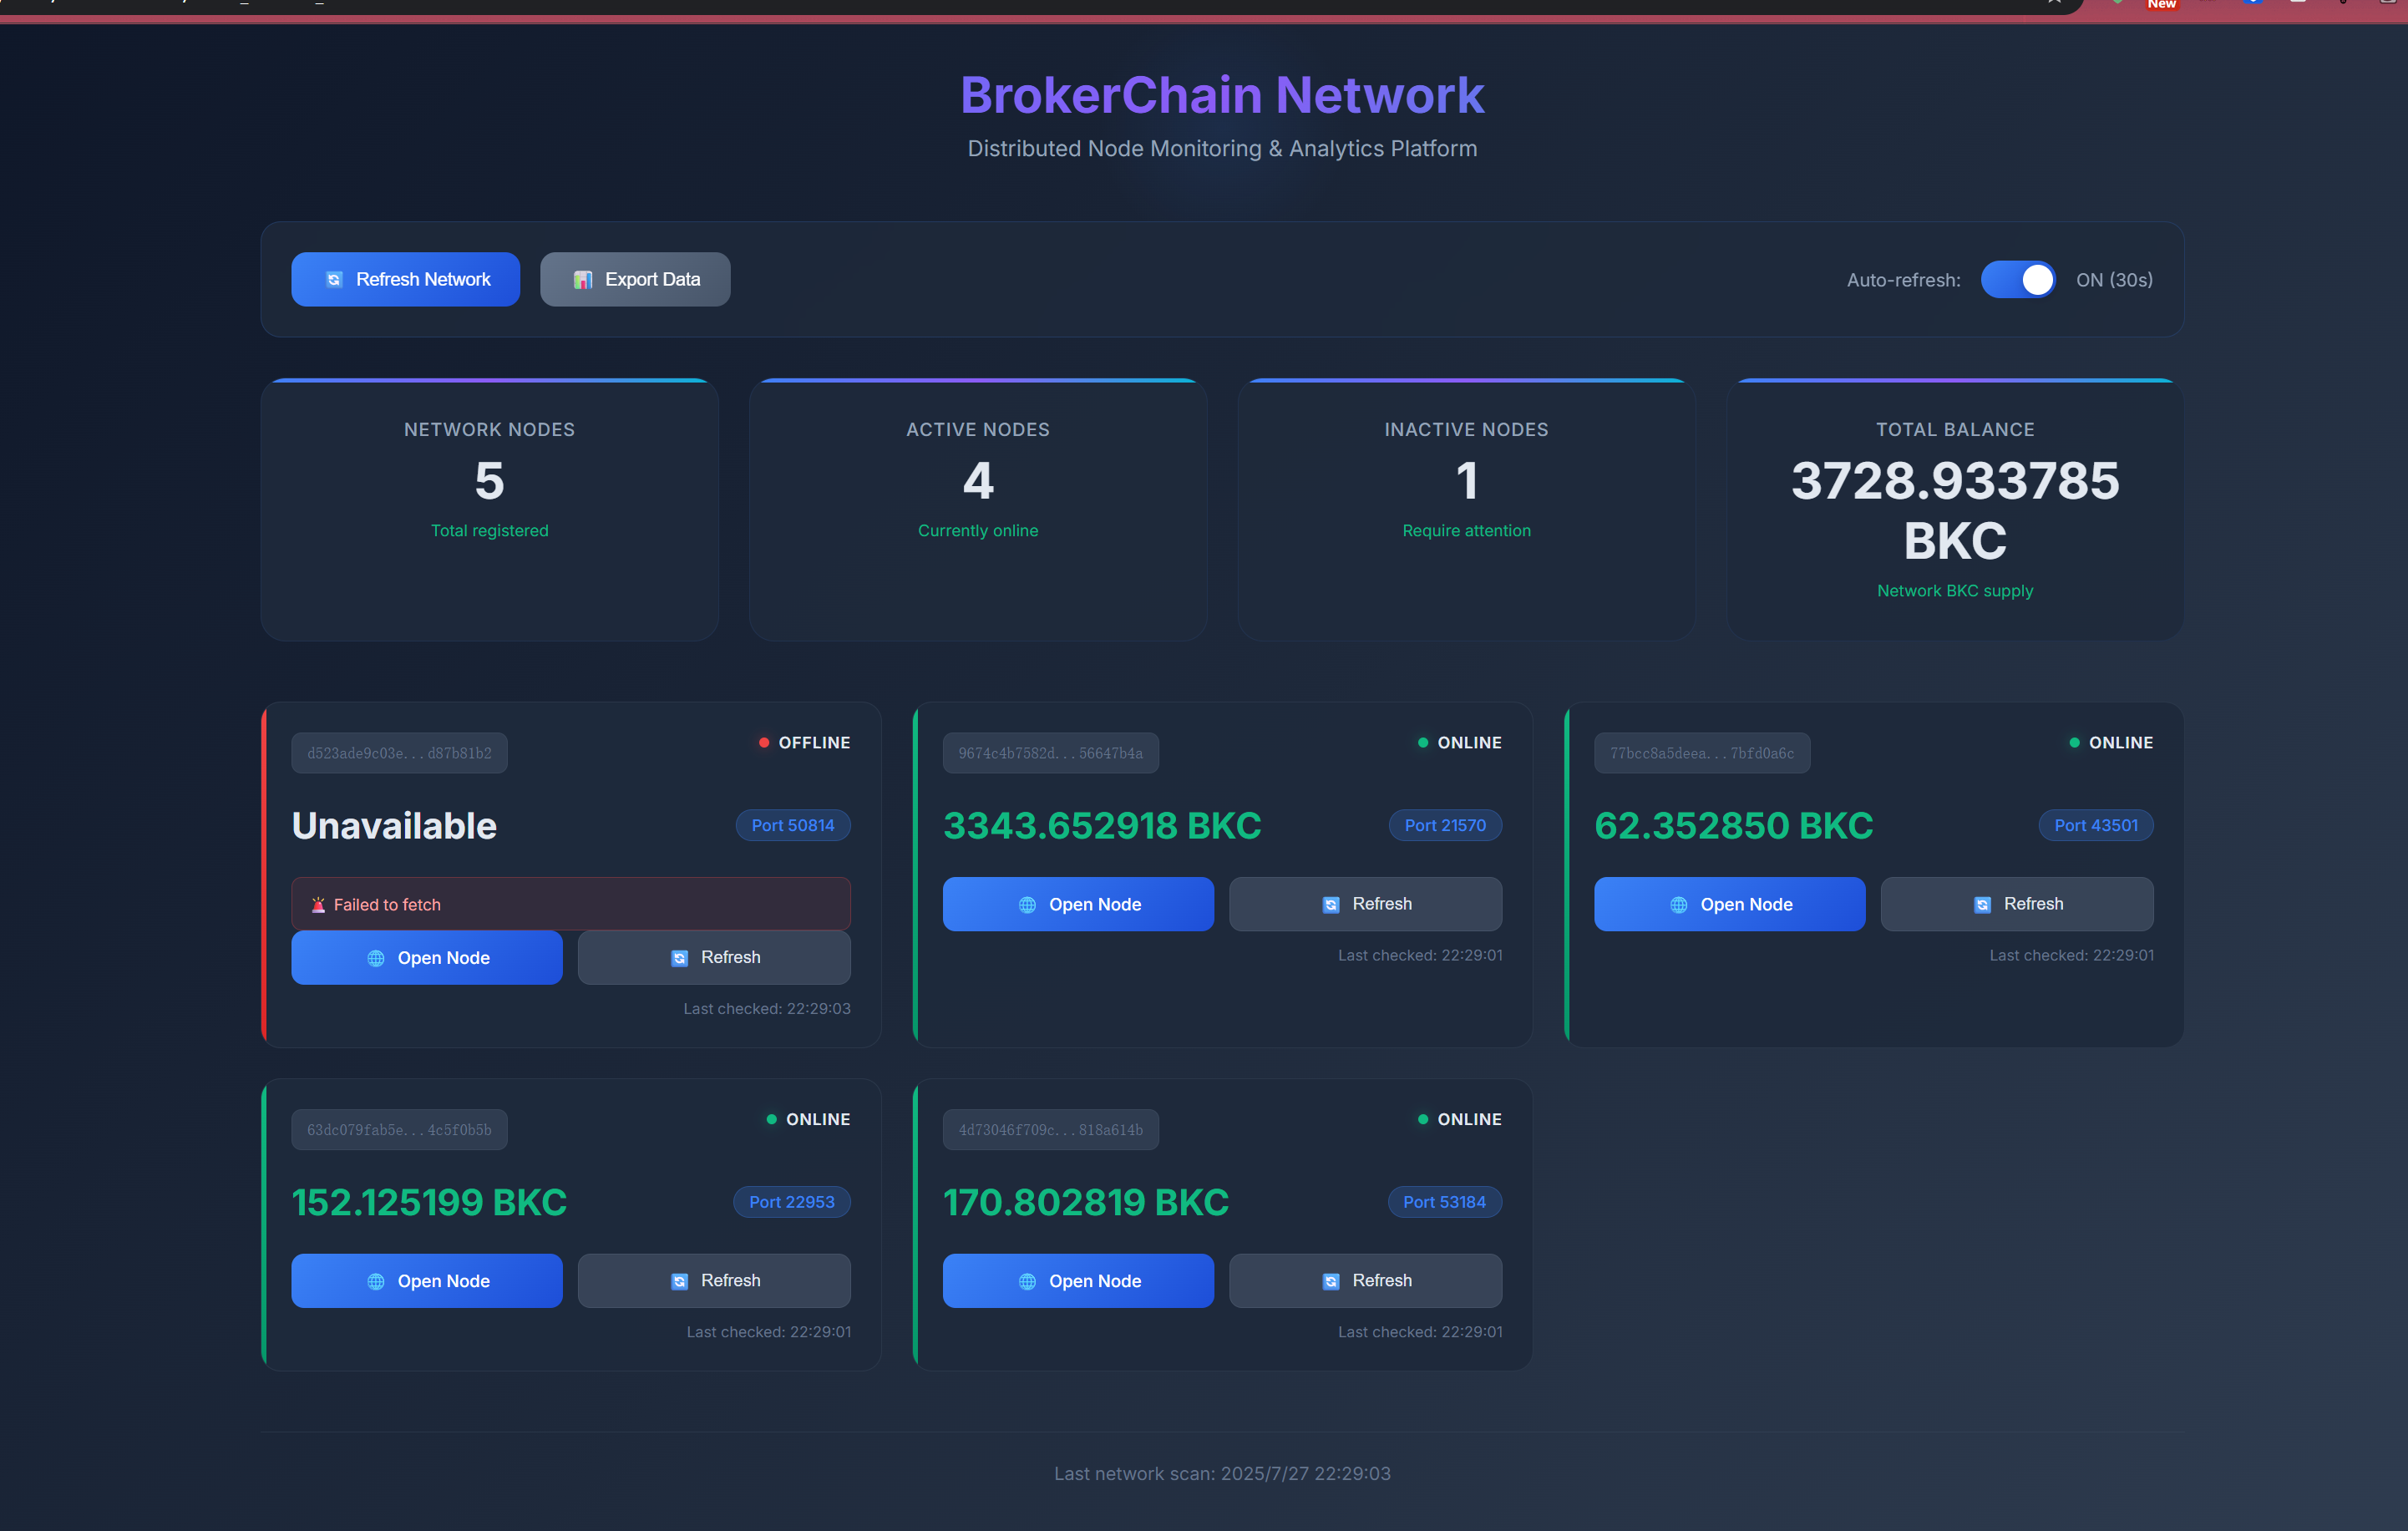 New
BrokerChain Network
Distributed Node Monitoring & Analytics Platform
Refresh Network
Export Data
Auto-refresh:
ON (30s)
NETWORK NODES
5
Total registered
ACTIVE NODES
4
Currently online
INACTIVE NODES
1
Require attention
TOTAL BALANCE
3728.933785
BKC
Network BKC supply
d523ade9c03e...d87b81b2
OFFLINE
Unavailable
Port 50814
Failed to fetch
Open Node
Refresh
Last checked: 22:29:03
9674c4b7582d...56647b4a
ONLINE
3343.652918 BKC
Port 21570
Open Node
Refresh
Last checked: 22:29:01
77bcc8a5deea...7bfd0a6c
ONLINE
62.352850 BKC
Port 43501
Open Node
Refresh
Last checked: 22:29:01
63dc079fab5e...4c5f0b5b
ONLINE
152.125199 BKC
Port 22953
Open Node
Refresh
Last checked: 22:29:01
4d73046f709c...818a614b
ONLINE
170.802819 BKC
Port 53184
Open Node
Refresh
Last checked: 22:29:01
Last network scan: 2025/7/27 22:29:03